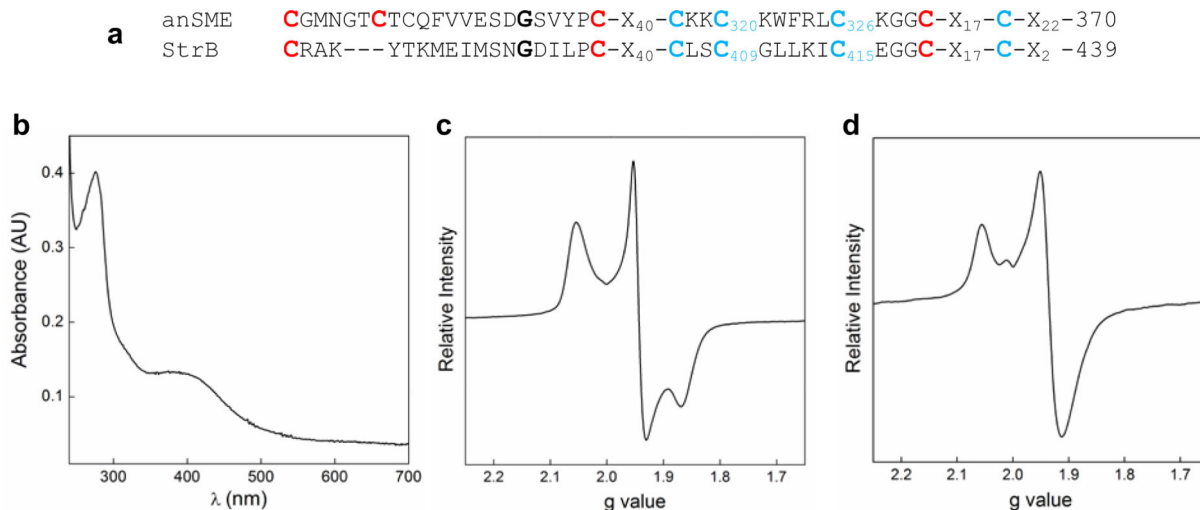 a
anSME CGMNGTCTCQFVVESDGSVYPC-X40-CKKC320KWFRLC326KGGC-X17-X22-370
StrB CRAK---YTKMEIMSNGDILPC-X40-CLSC409GLLKIC415EGGC-X17-C-X2 -439
b
c
d
Absorbance (AU)
0.4
0.3
0.2
0.1
300 400 500 600 700
λ (nm)
Relative Intensity
2.2 2.1 2.0 1.9 1.8 1.7
g value
Relative Intensity
2.2 2.1 2.0 1.9 1.8 1.7
g value